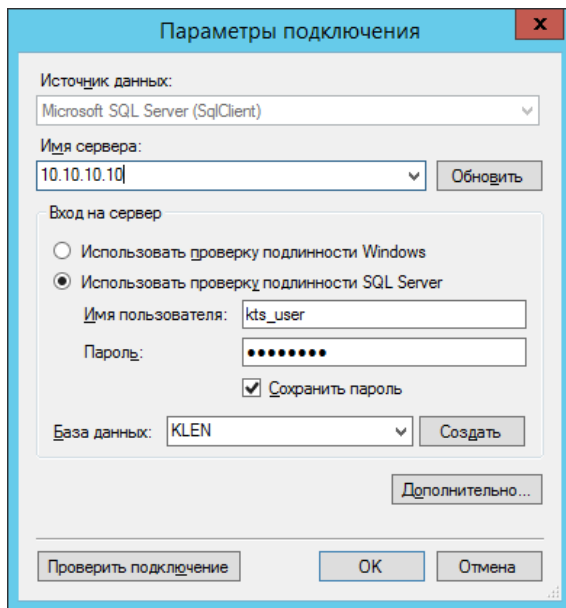 Параметры подключения
x
Источник данных:
Microsoft SQL Server (SqlClient)
Имя сервера:
10.10.10.10
Обновить
Вход на сервер
Использовать проверку подлинности Windows
Использовать проверку подлинности SQL Server
Имя пользователя: kts_user
Пароль: ●●●●●●●●
Сохранить пароль
База данных: KLEN Создать
Дополнительно...
Проверить подключение OK Отмена